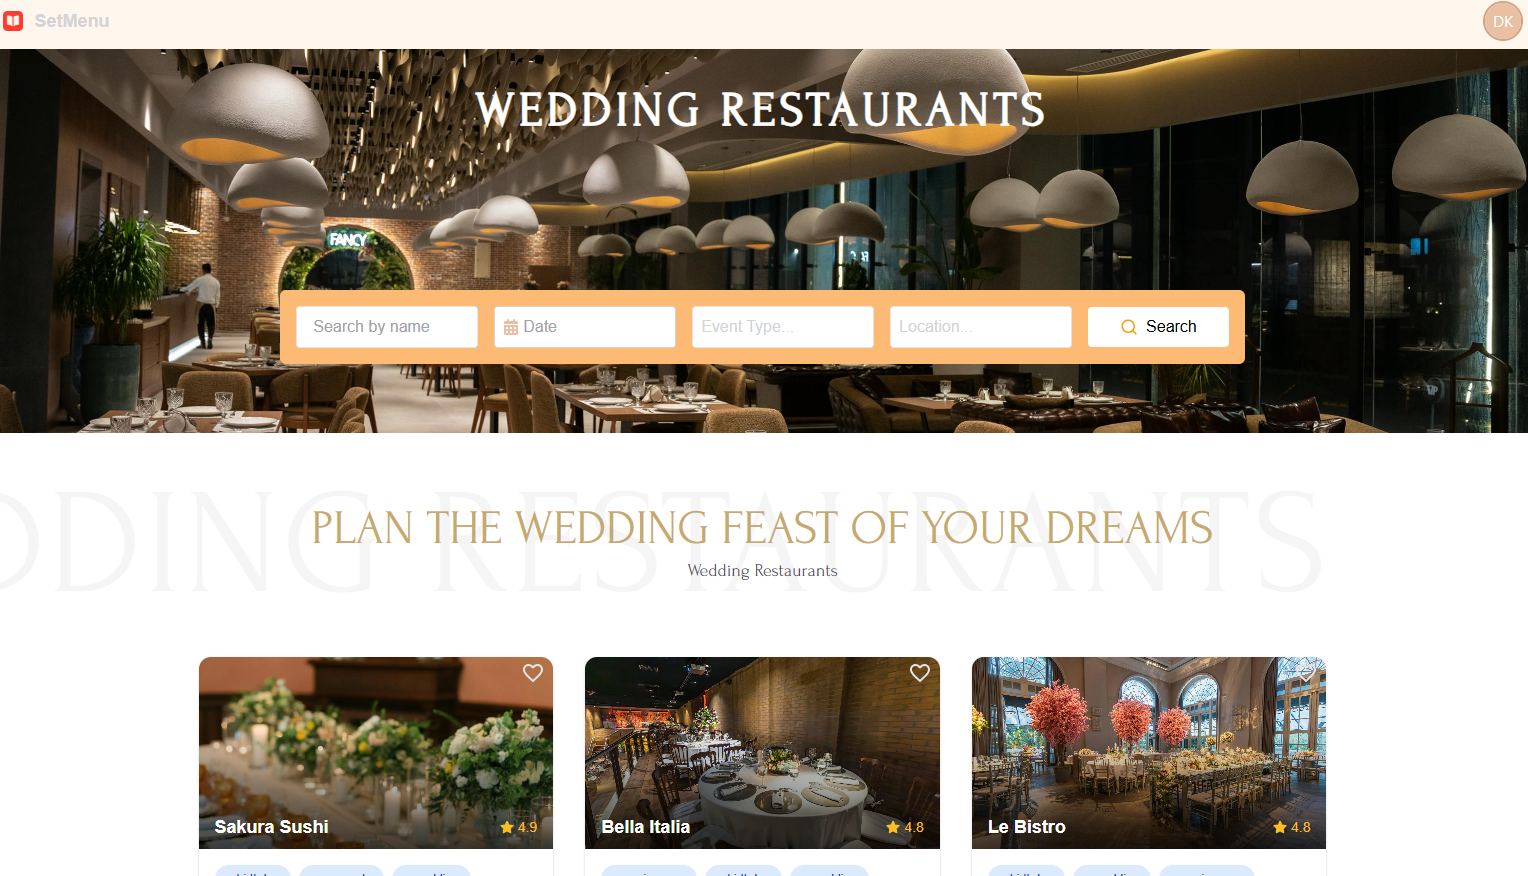 SetMenu
DK
WEDDING RESTAURANTS
FANCY
Search by name
Date
Event Type...
Location...
Search
DDING RESTAURANTS
PLAN THE WEDDING FEAST OF YOUR DREAMS
Wedding Restaurants
Sakura Sushi
4.9
Bella Italia
4.8
Le Bistro
4.8